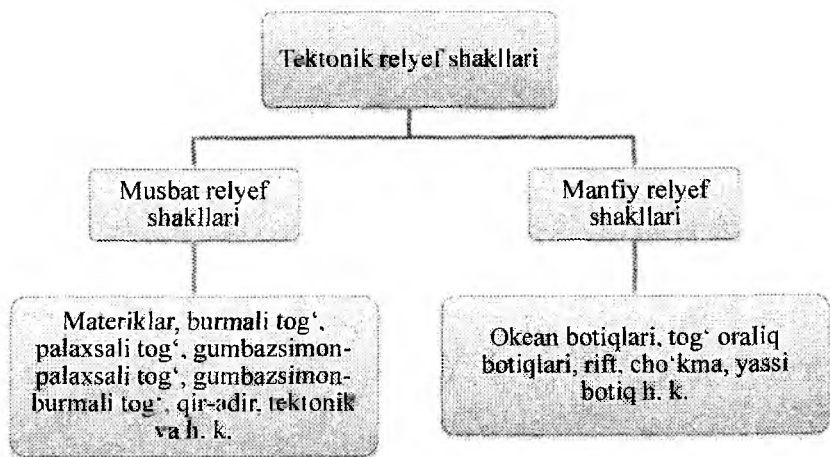 Tektonik relyef shakllari
Musbat relyef
shakllari
Manfiy relyef
shakllari
Materiklar, burmali tog‘,
palaxsali tog‘, gumbazsimon-
palaxsali tog‘, gumbazsimon-
burmali tog‘, qir-adir, tektonik
va h. k.
Okean botiqlari, tog‘ oraliq
botiqlari, rift, cho‘kma, yassi
botiq h. k.